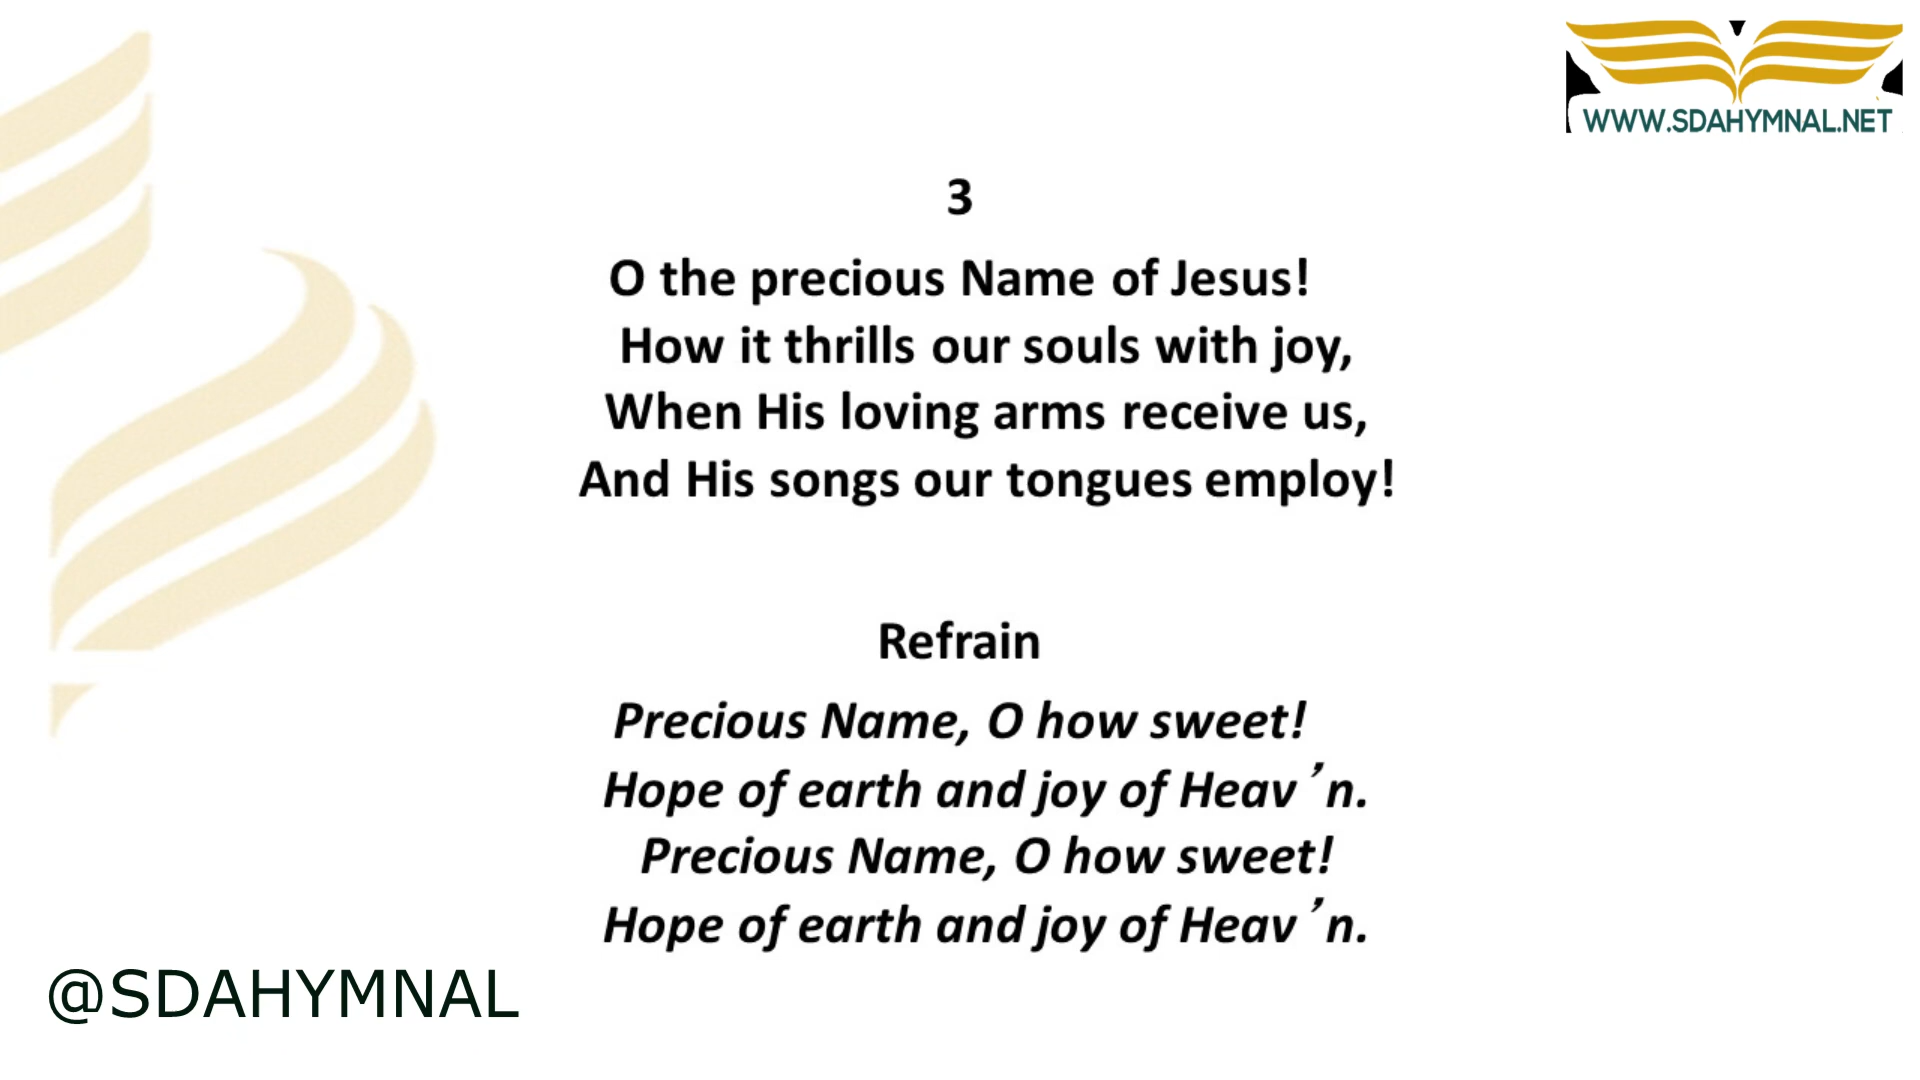 WWW.SDAHYMNAL.NET
3
O the precious Name of Jesus!
How it thrills our souls with joy,
When His loving arms receive us,
And His songs our tongues employ!
Refrain
Precious Name, O how sweet!
Hope of earth and joy of Heav’n.
Precious Name, O how sweet!
Hope of earth and joy of Heav’n.
@SDAHYMNAL